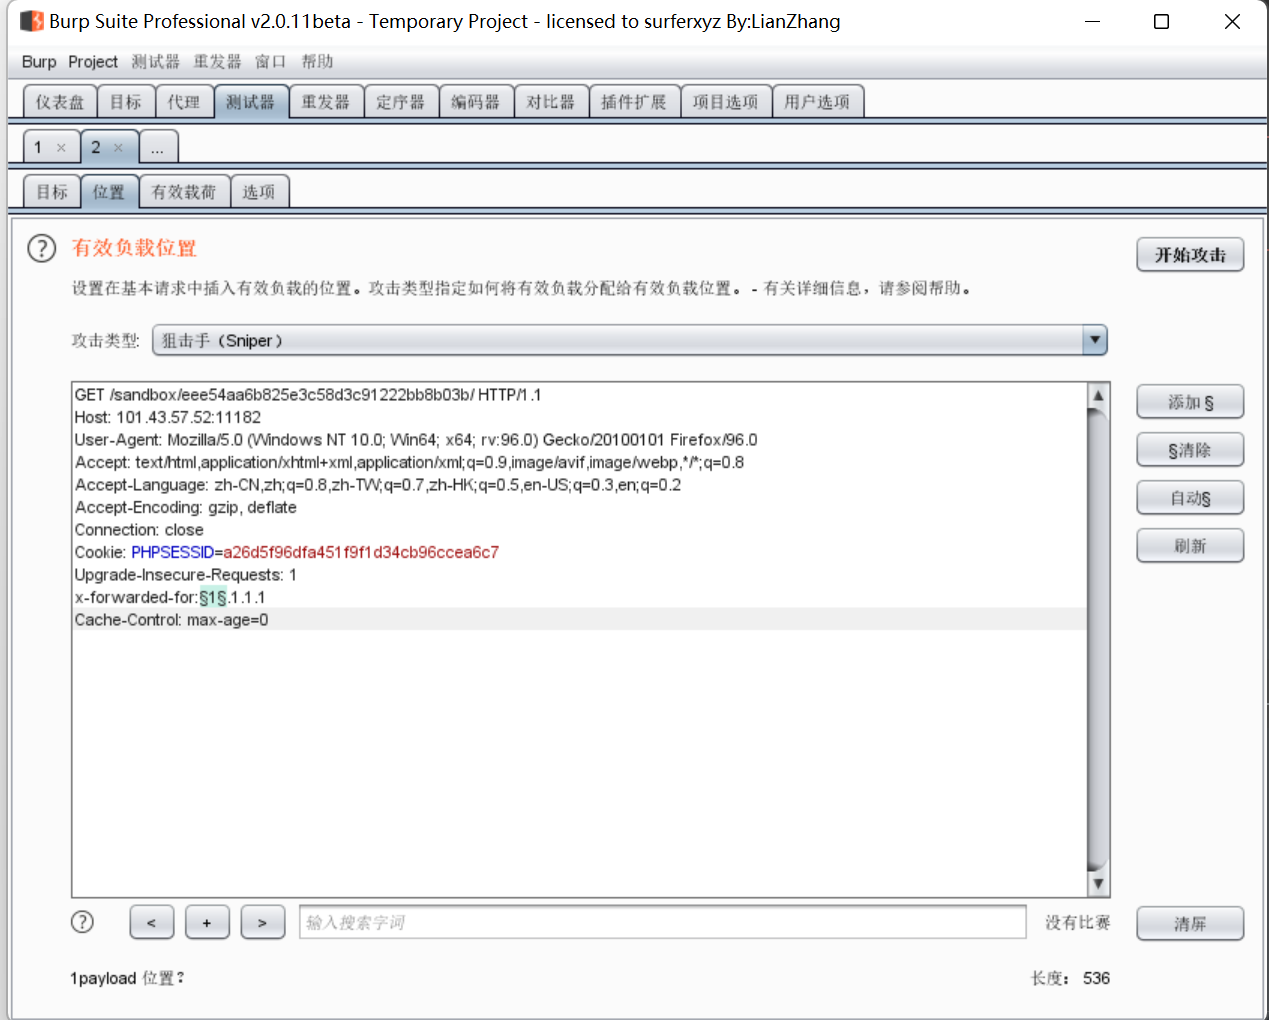 Burp Suite Professional v2.0.11beta - Temporary Project - licensed to surferxyz By:LianZhang
Burp Project 测试器 重发器 窗口 帮助
仪表盘 目标 代理 测试器 重发器 定序器 编码器 对比器 插件扩展 项目选项 用户选项
1 × 2 × ...
目标 位置 有效载荷 选项
? 有效负载位置
开始攻击
设置在基本请求中插入有效负载的位置。攻击类型指定如何将有效负载分配给有效负载位置。 - 有关详细信息，请参阅帮助。
攻击类型: 狙击手（Sniper）
GET /sandbox/eee54aa6b825e3c58d3c91222bb8b03b/ HTTP/1.1
Host: 101.43.57.52:11182
User-Agent: Mozilla/5.0 (Windows NT 10.0; Win64; x64; rv:96.0) Gecko/20100101 Firefox/96.0
Accept: text/html,application/xhtml+xml,application/xml;q=0.9,image/avif,image/webp,*/*;q=0.8
Accept-Language: zh-CN,zh;q=0.8,zh-TW;q=0.7,zh-HK;q=0.5,en-US;q=0.3,en;q=0.2
Accept-Encoding: gzip, deflate
Connection: close
Cookie: PHPSESSID=a26d5f96dfa451f9f1d34cb96ccea6c7
Upgrade-Insecure-Requests: 1
x-forwarded-for:§1§.1.1.1
Cache-Control: max-age=0
添加 §
§清除
自动§
刷新
? < + > 输入搜索字词 没有比赛 清屏
1payload 位置? 长度: 536